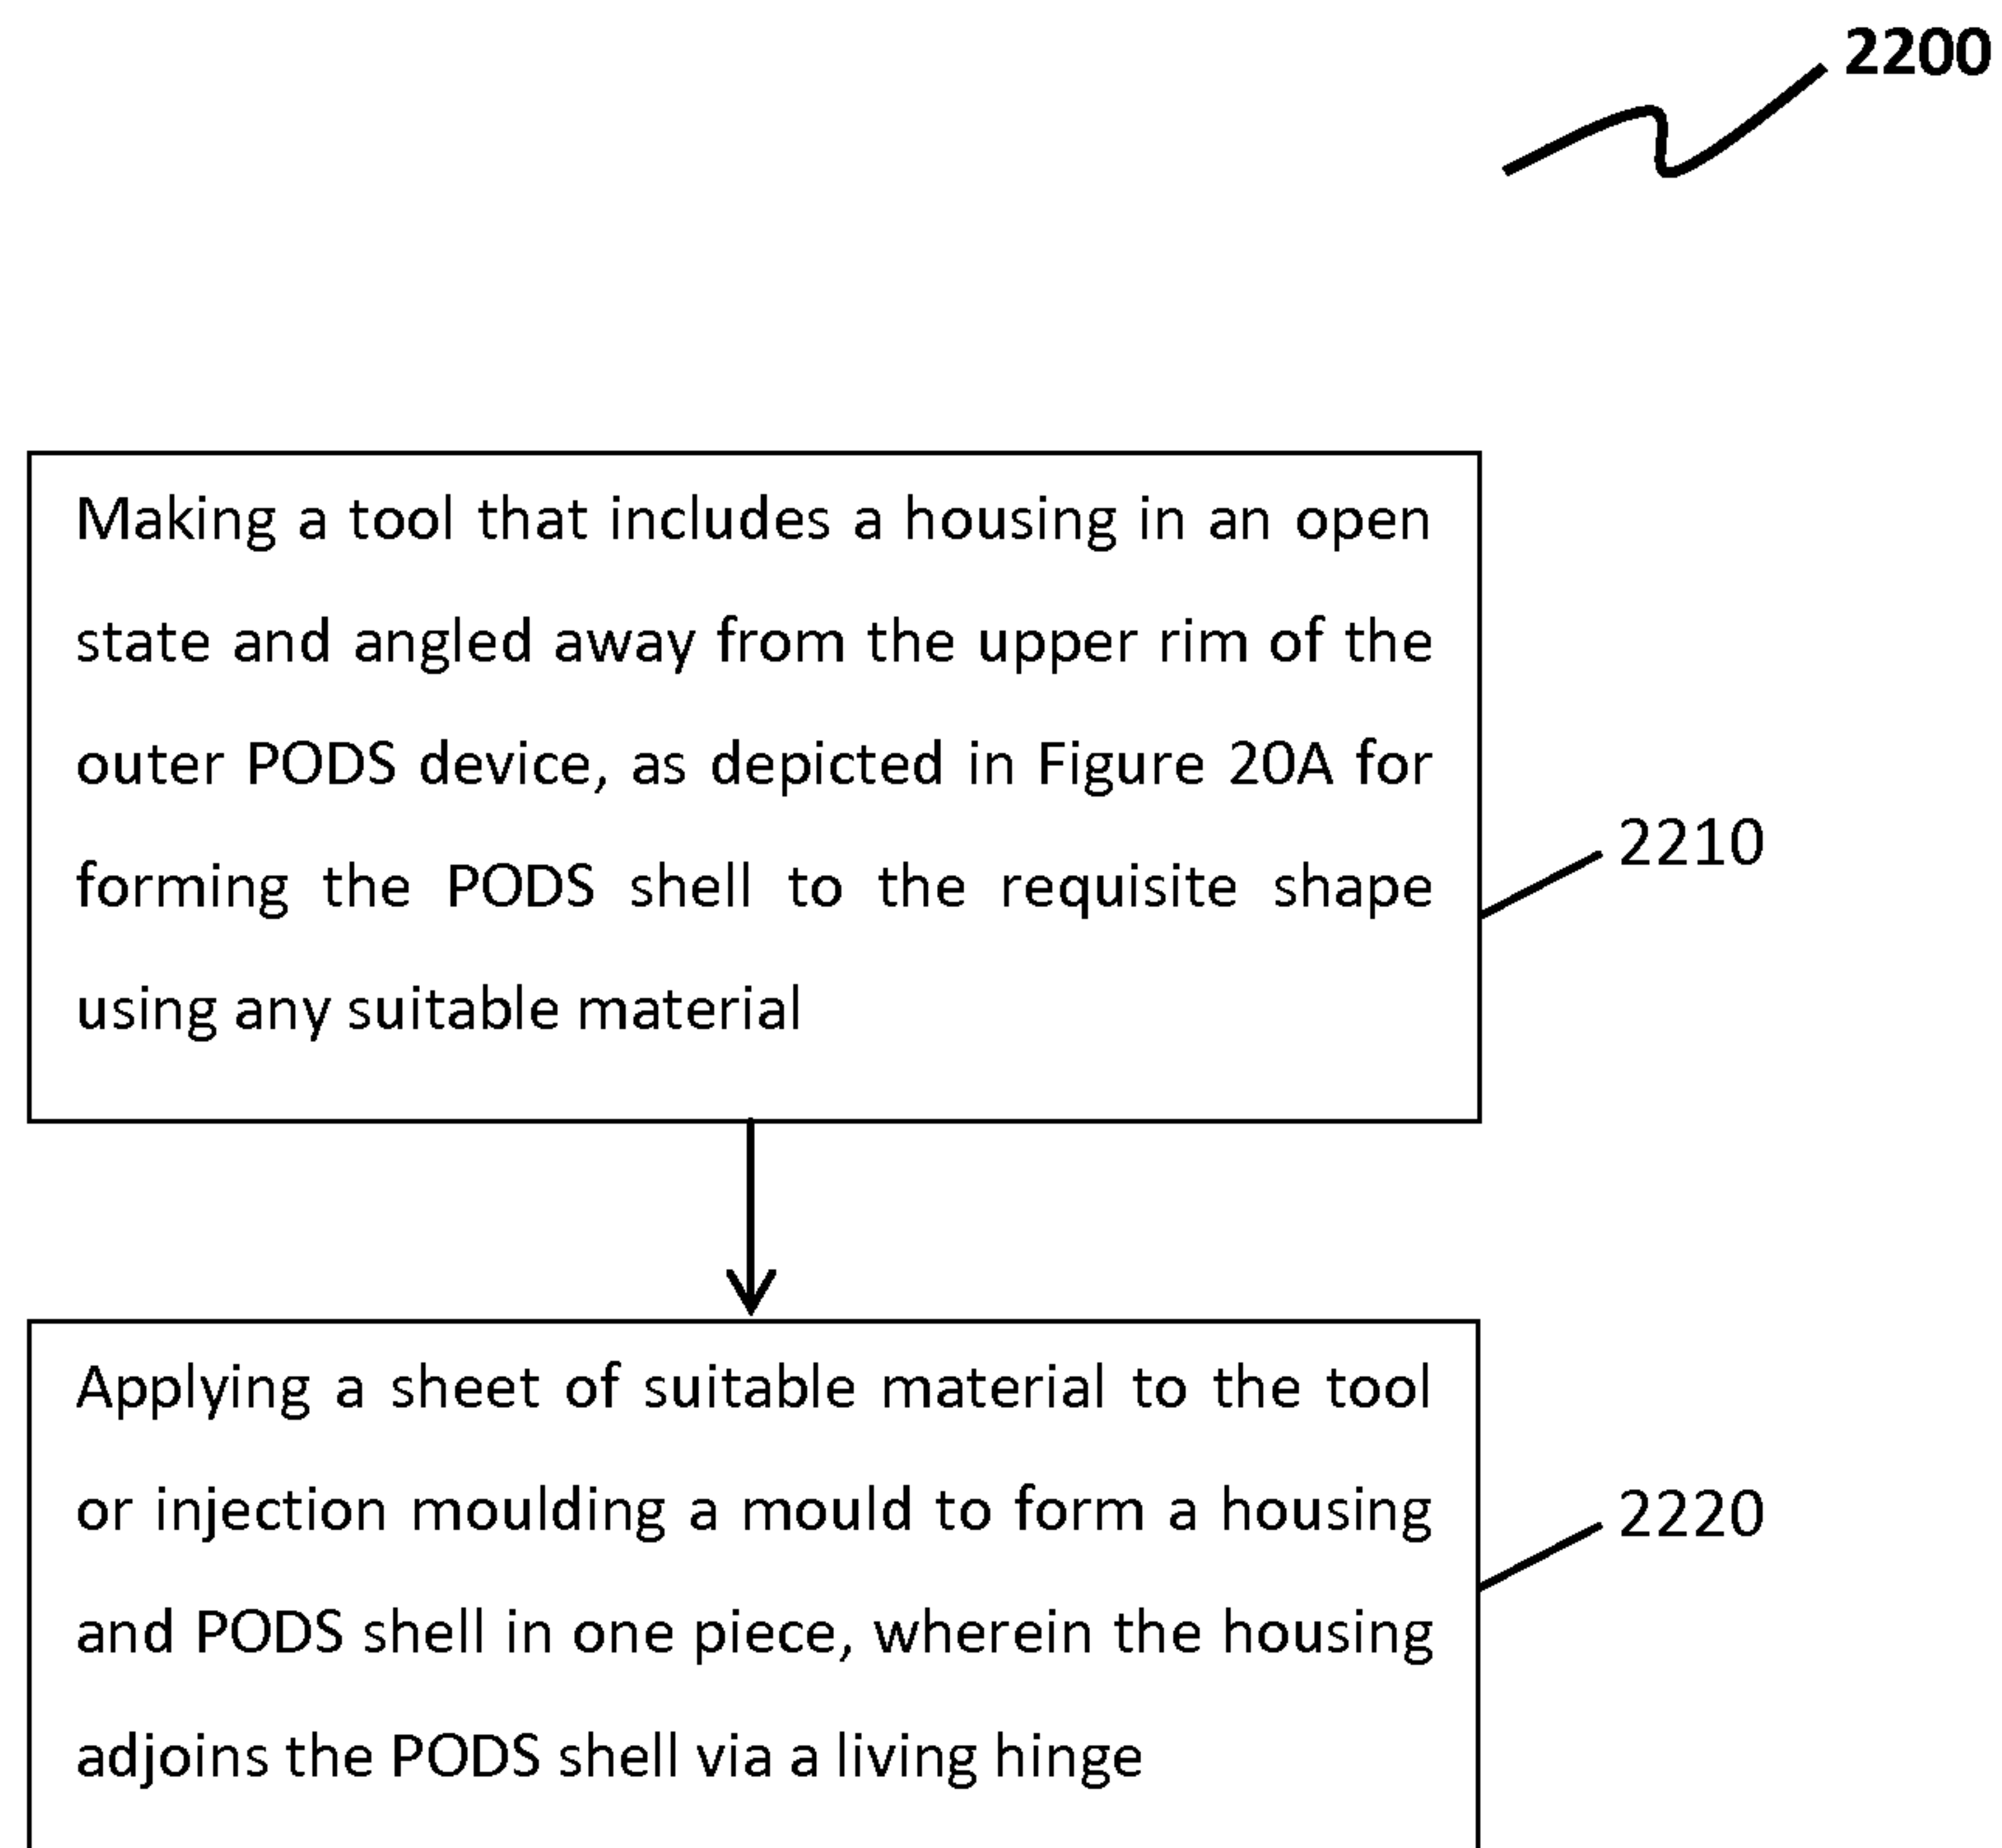 2200
Making a tool that includes a housing in an open
state and angled away from the upper rim of the
outer PODS device, as depicted in Figure 20A for
forming the PODS shell to the requisite shape
using any suitable material
2210
Applying a sheet of suitable material to the tool
or injection moulding a mould to form a housing
and PODS shell in one piece, wherein the housing
adjoins the PODS shell via a living hinge
2220